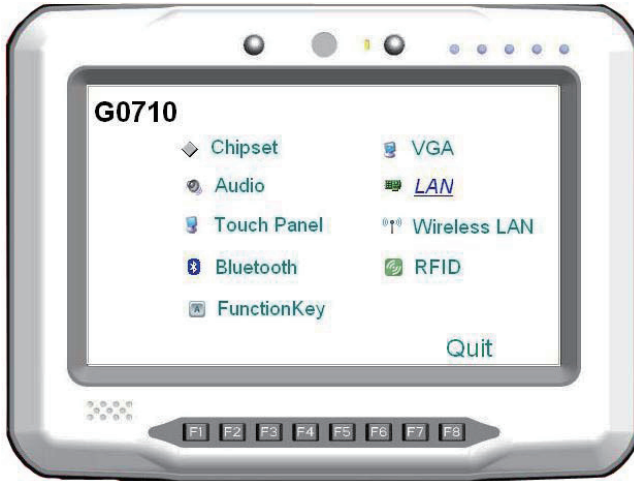 G0710
Chipset VGA
Audio LAN
Touch Panel Wireless LAN
Bluetooth RFID
FunctionKey
Quit
F1 F2 F3 F4 F5 F6 F7 F8